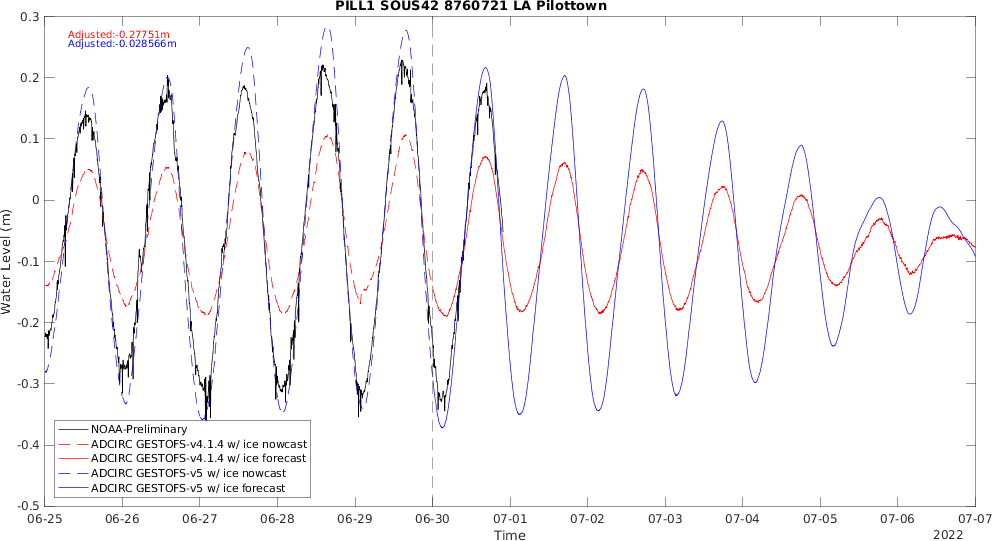 PILL1 SOUS42 8760721 LA Pilottown
Adjusted:-0.27751m
Adjusted:-0.028566m
0.3
0.2
0.1
0
-0.1
-0.2
-0.3
-0.4
-0.5
Water Level (m)
NOAA-Preliminary
ADCIRC GESTOFS-v4.1.4 w/ ice nowcast
ADCIRC GESTOFS-v4.1.4 w/ ice forecast
ADCIRC GESTOFS-v5 w/ ice nowcast
ADCIRC GESTOFS-v5 w/ ice forecast
06-25 06-26 06-27 06-28 06-29 06-30 07-01 07-02 07-03 07-04 07-05 07-06 07-07
Time
2022